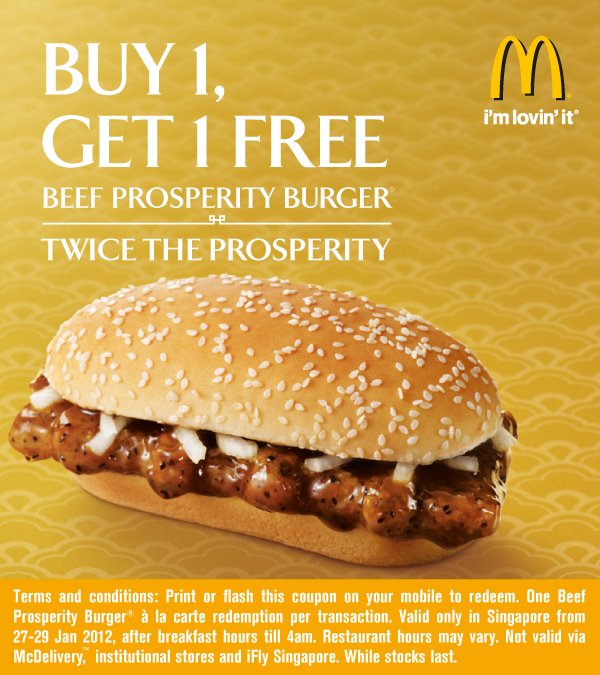 BUY 1,
GET 1 FREE
BEEF PROSPERITY BURGER®
TWICE THE PROSPERITY
i'm lovin' it®
Terms and conditions: Print or flash this coupon on your mobile to redeem. One Beef
Prosperity Burger® à la carte redemption per transaction. Valid only in Singapore from
27-29 Jan 2012, after breakfast hours till 4am. Restaurant hours may vary. Not valid via
McDelivery,™ institutional stores and iFly Singapore. While stocks last.